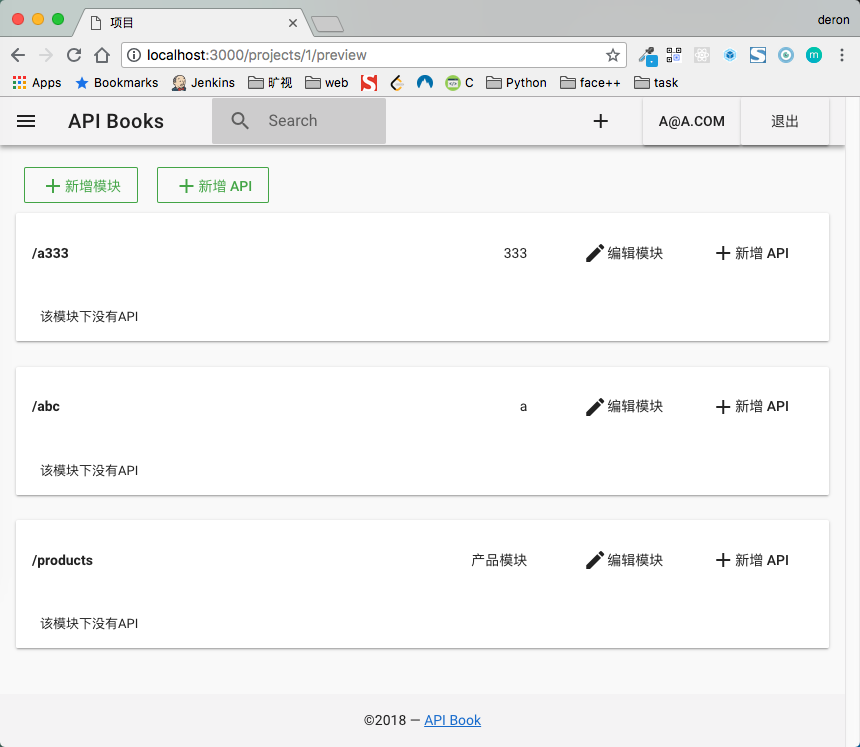 项目
deron
localhost:3000/projects/1/preview
Apps Bookmarks Jenkins 旷视 web C Python face++ task
API Books Search A@A.COM 退出
新增模块 新增 API
/a333 333 编辑模块 新增 API
该模块下没有API
/abc a 编辑模块 新增 API
该模块下没有API
/products 产品模块 编辑模块 新增 API
该模块下没有API
©2018 — API Book